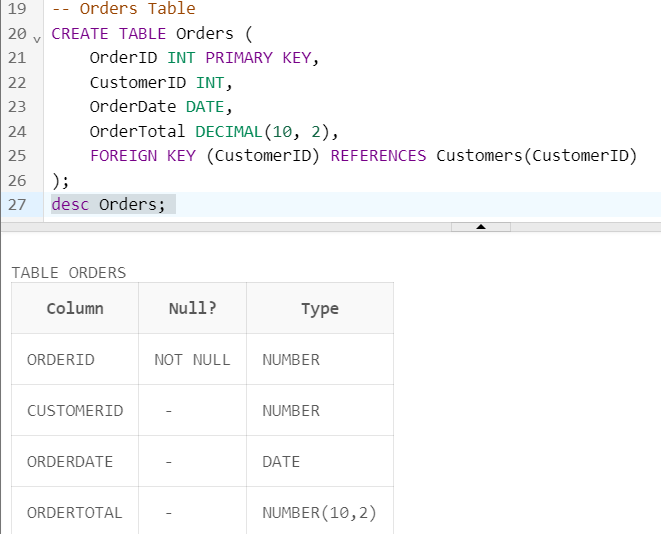 19 -- Orders Table
20 CREATE TABLE Orders (
21 OrderID INT PRIMARY KEY,
22 CustomerID INT,
23 OrderDate DATE,
24 OrderTotal DECIMAL(10, 2),
25 FOREIGN KEY (CustomerID) REFERENCES Customers(CustomerID)
26 );
27 desc Orders;
TABLE ORDERS
Column Null? Type
ORDERID NOT NULL NUMBER
CUSTOMERID - NUMBER
ORDERDATE - DATE
ORDERTOTAL - NUMBER(10,2)